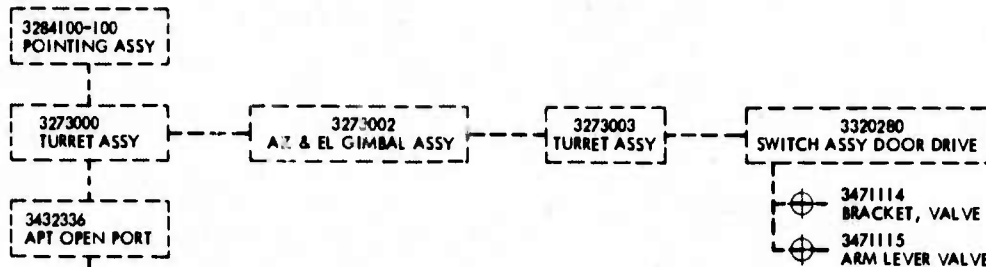 3284100-100
POINTING ASSY
3273000
TURRET ASSY
3273002
AZ & EL GIMBAL ASSY
3273003
TURRET ASSY
3320280
SWITCH ASSY DOOR DRIVE
3432336
APT OPEN PORT
3471114
BRACKET, VALVE
3471115
ARM LEVER VALVE